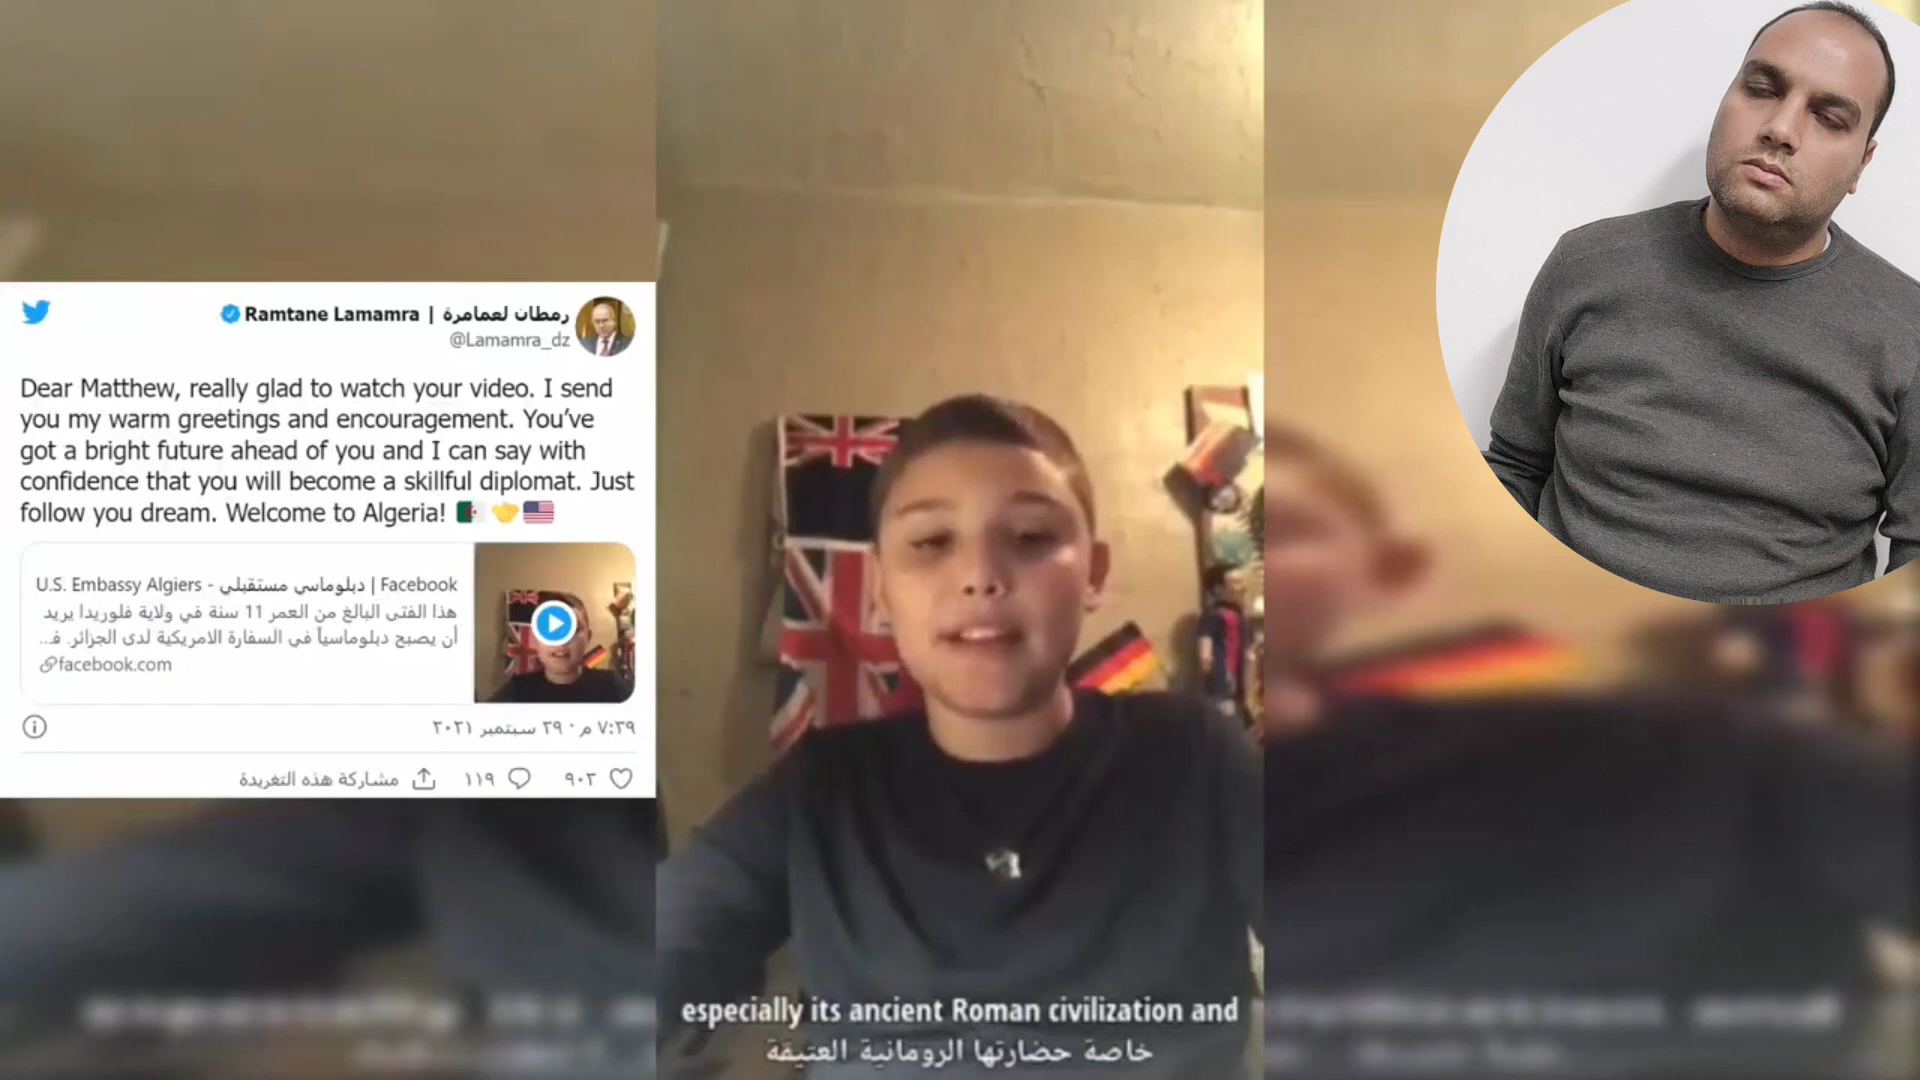 Ramtane Lamamra | رمطان لعمامرة
@Lamamra_dz
Dear Matthew, really glad to watch your video. I send
you my warm greetings and encouragement. You’ve
got a bright future ahead of you and I can say with
confidence that you will become a skillful diplomat. Just
follow you dream. Welcome to Algeria! 🇩🇿🤝🇺🇸
U.S. Embassy Algiers - دبلوماسي مستقبلي | Facebook
هذا الفتى البالغ من العمر 11 سنة في ولاية فلوريدا يريد
أن يصبح دبلوماسياً في السفارة الامريكية لدى الجزائر. فـ...
facebook.com
٧:٣٩ م · ٢٩ سبتمبر ٢٠٢١
٩٠٣ ١١٩ مشاركة هذه التغريدة
especially its ancient Roman civilization and
خاصة حضارتها الرومانية العتيقة